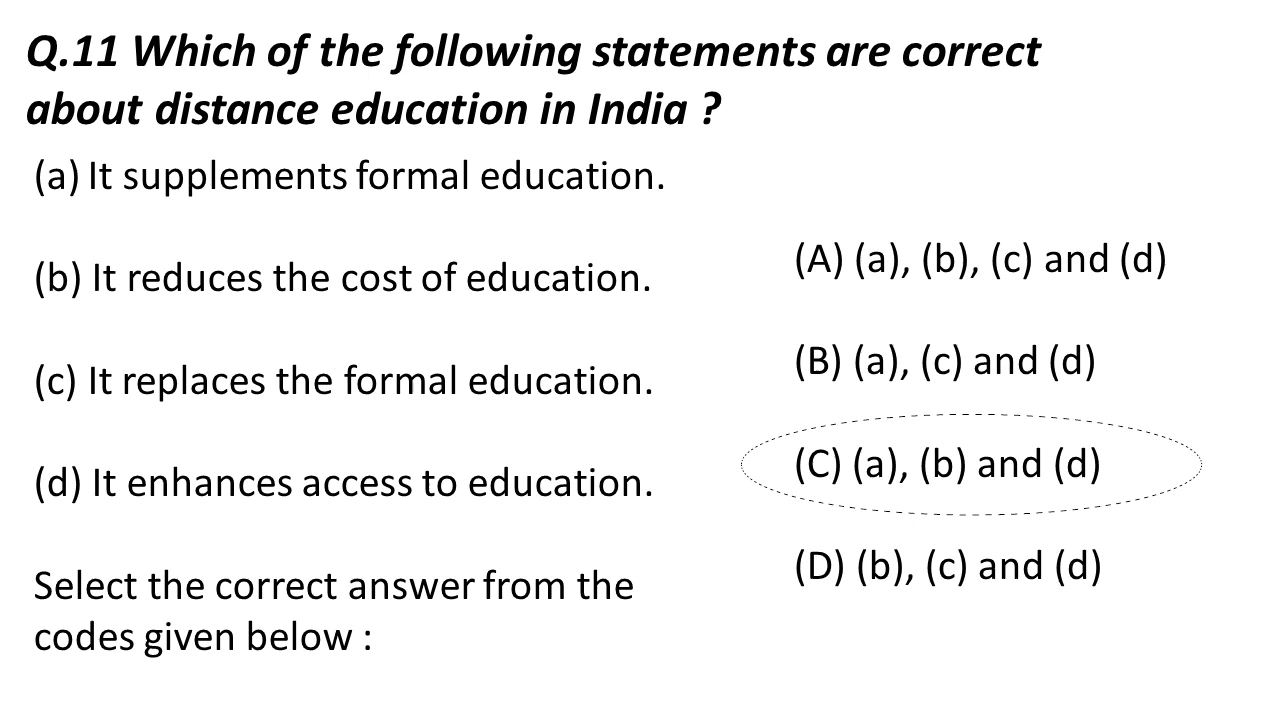 Q.11 Which of the following statements are correct
about distance education in India ?
(a) It supplements formal education.
(b) It reduces the cost of education.
(c) It replaces the formal education.
(d) It enhances access to education.
Select the correct answer from the
codes given below :
(A) (a), (b), (c) and (d)
(B) (a), (c) and (d)
(C) (a), (b) and (d)
(D) (b), (c) and (d)